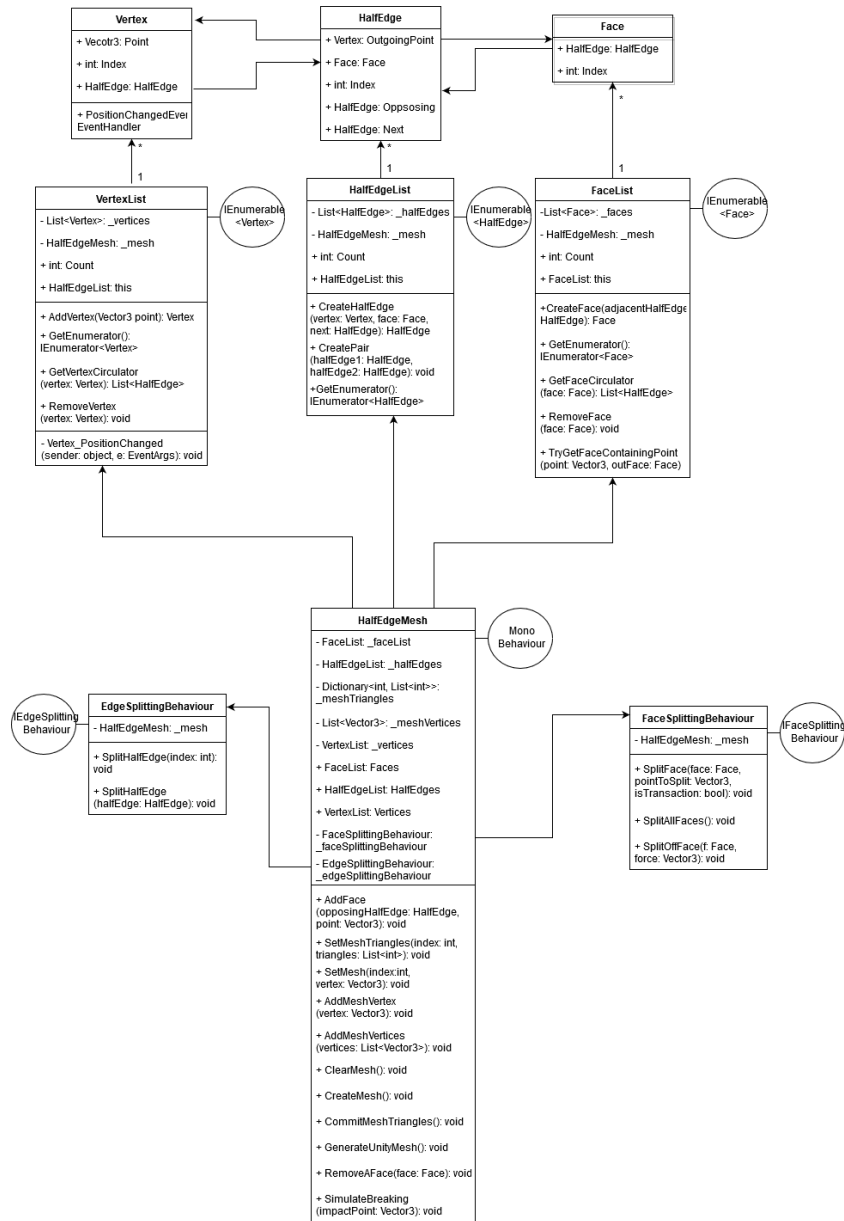 Vertex
+ Vecotr3: Point
+ int: Index
+ HalfEdge: HalfEdge
+ PositionChangedEver
EventHandler
HalfEdge
+ Vertex: OutgoingPoint
+ Face: Face
+ int: Index
+ HalfEdge: Oppsosing
+ HalfEdge: Next
Face
+ HalfEdge: HalfEdge
+ int: Index
*
1
*
1
*
1
VertexList
- List<Vertex>: _vertices
- HalfEdgeMesh: _mesh
+ int: Count
+ HalfEdgeList: this
+ AddVertex(Vector3 point): Vertex
+ GetEnumerator():
IEnumerator<Vertex>
+ GetVertexCirculator
(vertex: Vertex): List<HalfEdge>
+ RemoveVertex
(vertex: Vertex): void
- Vertex_PositionChanged
(sender: object, e: EventArgs): void
IEnumerable
<Vertex>
HalfEdgeList
- List<HalfEdge>: _halfEdges
- HalfEdgeMesh: _mesh
+ int: Count
+ HalfEdgeList: this
+ CreateHalfEdge
(vertex: Vertex, face: Face,
next: HalfEdge): HalfEdge
+ CreatePair
(halfEdge1: HalfEdge,
halfEdge2: HalfEdge): void
+GetEnumerator():
IEnumerator<HalfEdge>
IEnumerable
<HalfEdge>
FaceList
-List<Face>: _faces
- HalfEdgeMesh: _mesh
+ int: Count
+ FaceList: this
+CreateFace(adjacentHalfEdge
HalfEdge): Face
+ GetEnumerator():
IEnumerator<Face>
+ GetFaceCirculator
(face: Face): List<HalfEdge>
+ RemoveFace
(face: Face): void
+ TryGetFaceContainingPoint
(point: Vector3, outFace: Face)
IEnumerable
<Face>
HalfEdgeMesh
- FaceList: _faceList
- HalfEdgeList: _halfEdges
- Dictionary<int, List<int>>:
_meshTriangles
- List<Vector3>: _meshVertices
- VertexList: _vertices
+ FaceList: Faces
+ HalfEdgeList: HalfEdges
+ VertexList: Vertices
- FaceSplittingBehaviour:
_faceSplittingBehaviour
- EdgeSplittingBehaviour:
_edgeSplittingBehaviour
+ AddFace
(opposingHalfEdge: HalfEdge,
point: Vector3): void
+ SetMeshTriangles(index: int,
triangles: List<int>): void
+ SetMesh(index:int,
vertex: Vector3): void
+ AddMeshVertex
(vertex: Vector3): void
+ AddMeshVertices
(vertices: List<Vector3>): void
+ ClearMesh(): void
+ CreateMesh(): void
+ CommitMeshTriangles(): void
+ GenerateUnityMesh(): void
+ RemoveAFace(face: Face): void
+ SimulateBreaking
(impactPoint: Vector3): void
Mono
Behaviour
IEdgeSplitting
Behaviour
EdgeSplittingBehaviour
- HalfEdgeMesh: _mesh
+ SplitHalfEdge(index: int):
void
+ SplitHalfEdge
(halfEdge: HalfEdge): void
FaceSplittingBehaviour
- HalfEdgeMesh: _mesh
+ SplitFace(face: Face,
pointToSplit: Vector3,
isTransaction: bool): void
+ SplitAllFaces(): void
+ SplitOffFace(f: Face,
force: Vector3): void
IFaceSplitting
Behaviour